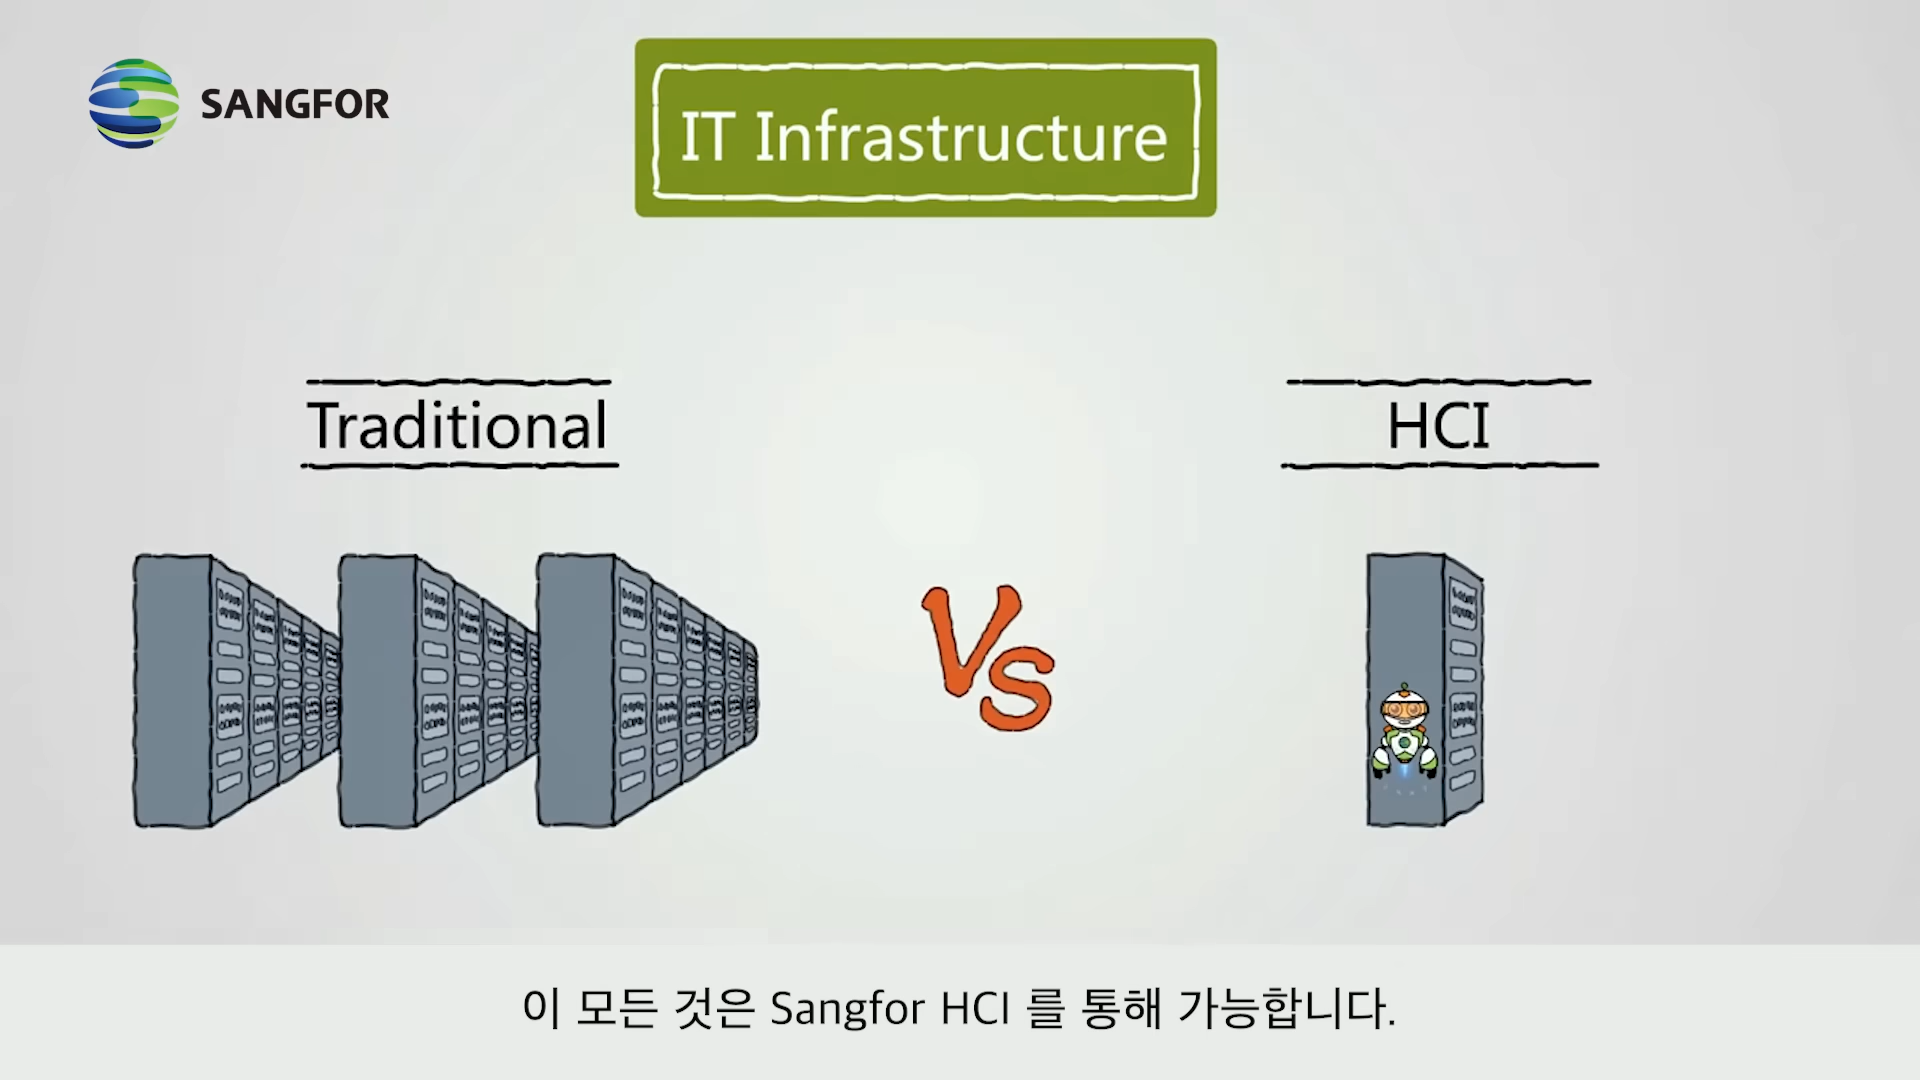 SANGFOR
IT Infrastructure
Traditional
HCI
Vs
이 모든 것은 Sangfor HCI 를 통해 가능합니다.